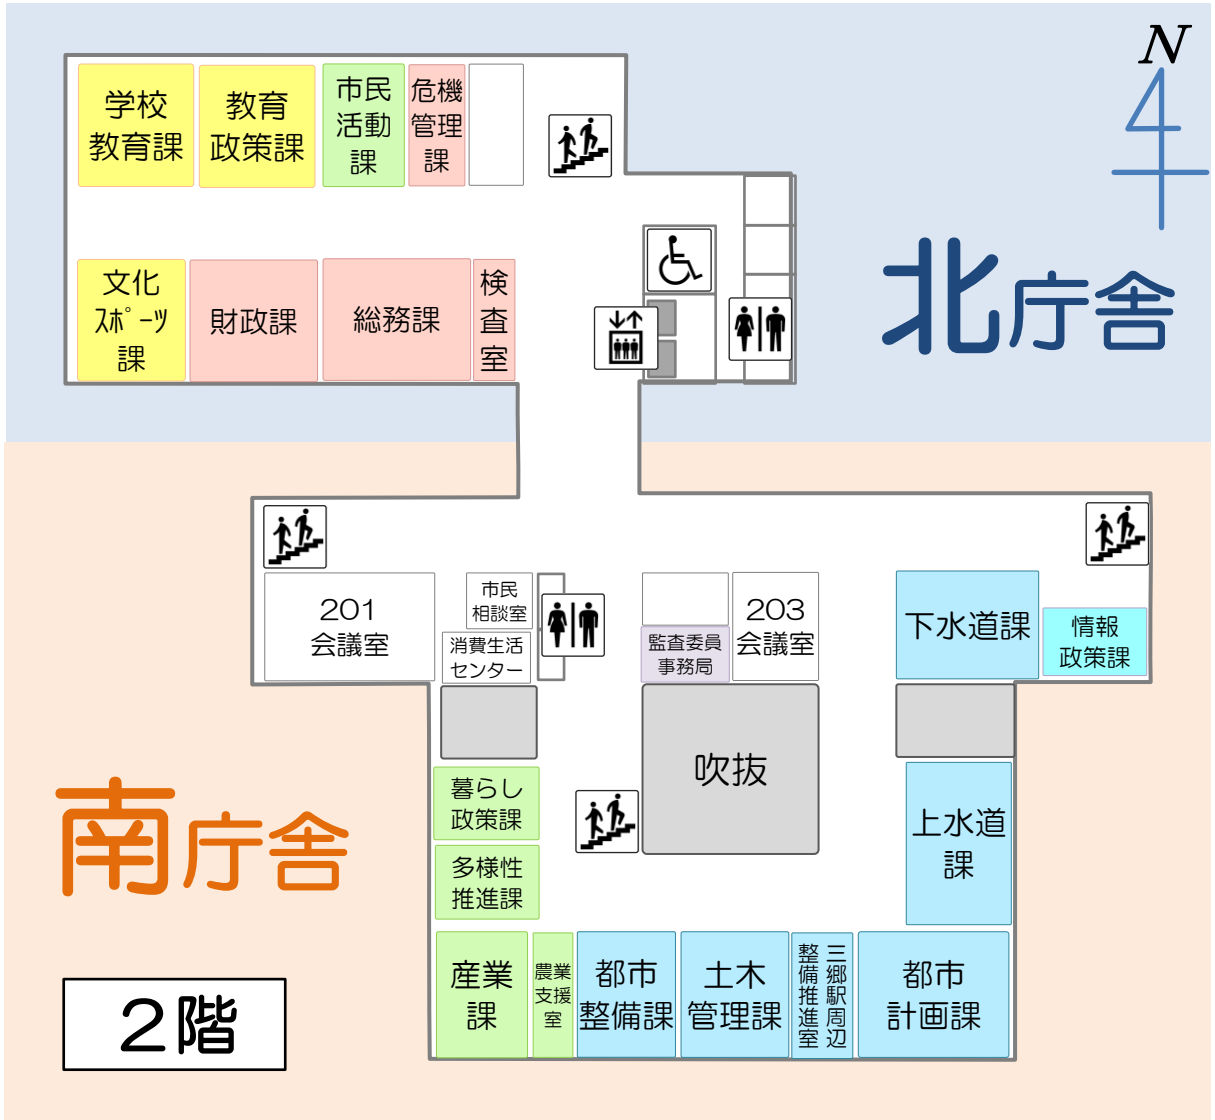 N
学校
教育課
教育
政策課
市民
活動
課
危機
管理
課
文化
ｽﾎﾟｰﾂ
課
財政課
総務課
検
査
室
北庁舎
201
会議室
市民
相談室
消費生活
センター
監査委員
事務局
203
会議室
下水道課
情報
政策課
吹抜
暮らし
政策課
多様性
推進課
上水道
課
南庁舎
産業
課
農業
支援
室
都市
整備課
土木
管理課
三郷駅周辺
整備推進室
都市
計画課
２階